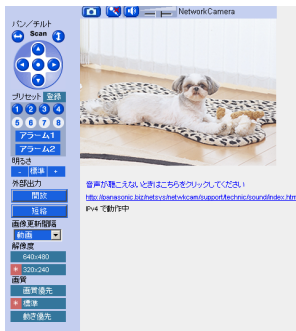 NetworkCamera
パン/チルト
Scan
プリセット 登録
1 2 3 4
5 6 7 8
アラーム1
アラーム2
明るさ
- 標準 +
外部出力
開放
短絡
画像更新間隔
動画
解像度
640x480
* 320x240
画質
画質優先
* 標準
動き優先
音声が聴こえないときはこちらをクリックしてください
http://panasonic.biz/netsys/netwkcam/support/technic/sound/index.htm
IPv4 で動作中